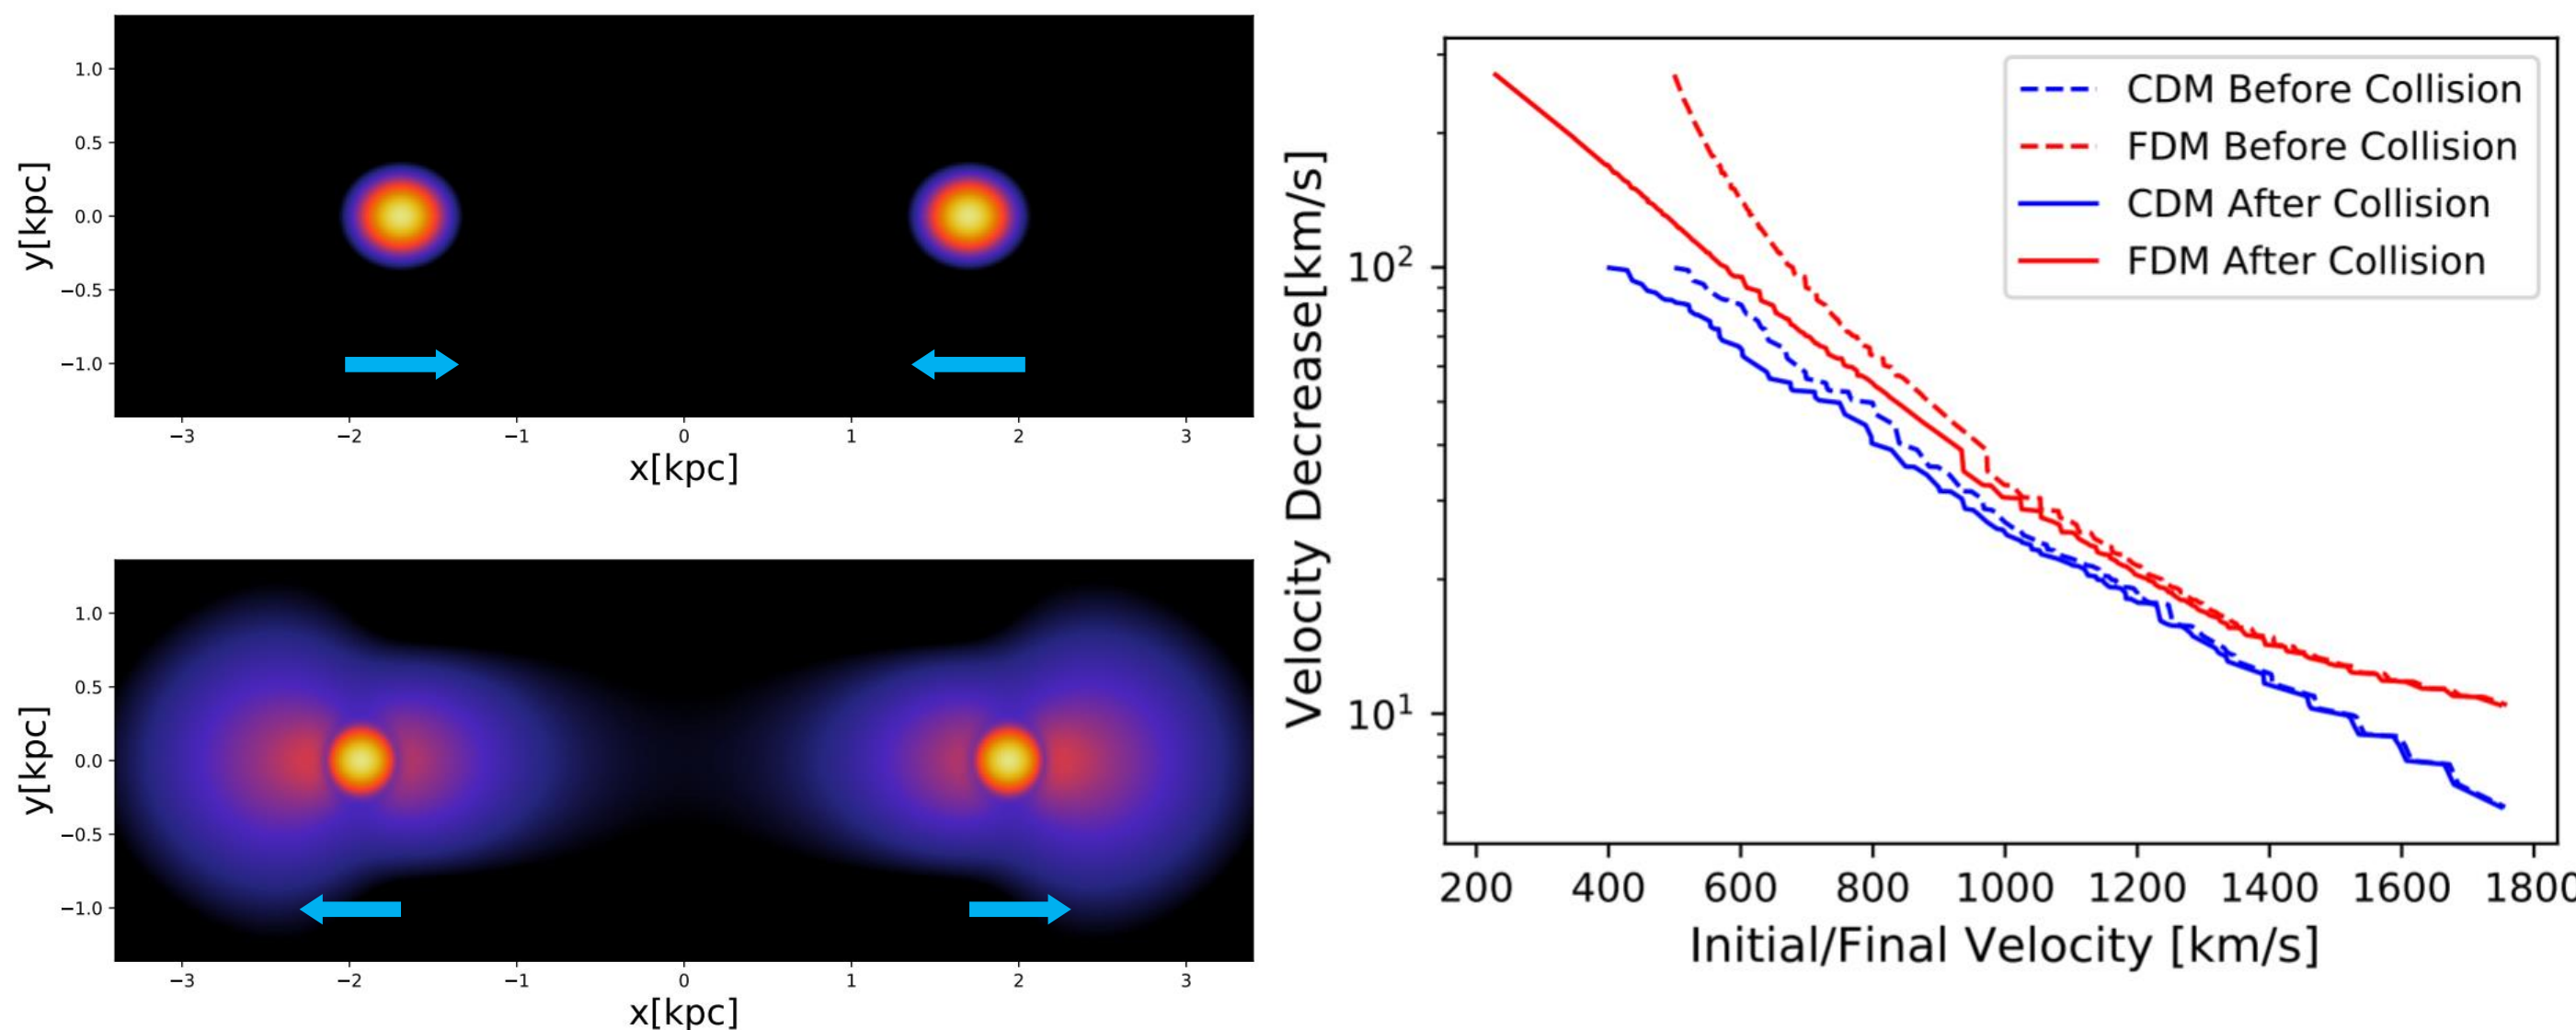 1.0
0.5
0.0
−0.5
−1.0
y[kpc]
−3 −2 −1 0 1 2 3
x[kpc]
1.0
0.5
0.0
−0.5
−1.0
y[kpc]
−3 −2 −1 0 1 2 3
x[kpc]
Velocity Decrease[km/s]
10²
10¹
CDM Before Collision
FDM Before Collision
CDM After Collision
FDM After Collision
200 400 600 800 1000 1200 1400 1600 1800
Initial/Final Velocity [km/s]